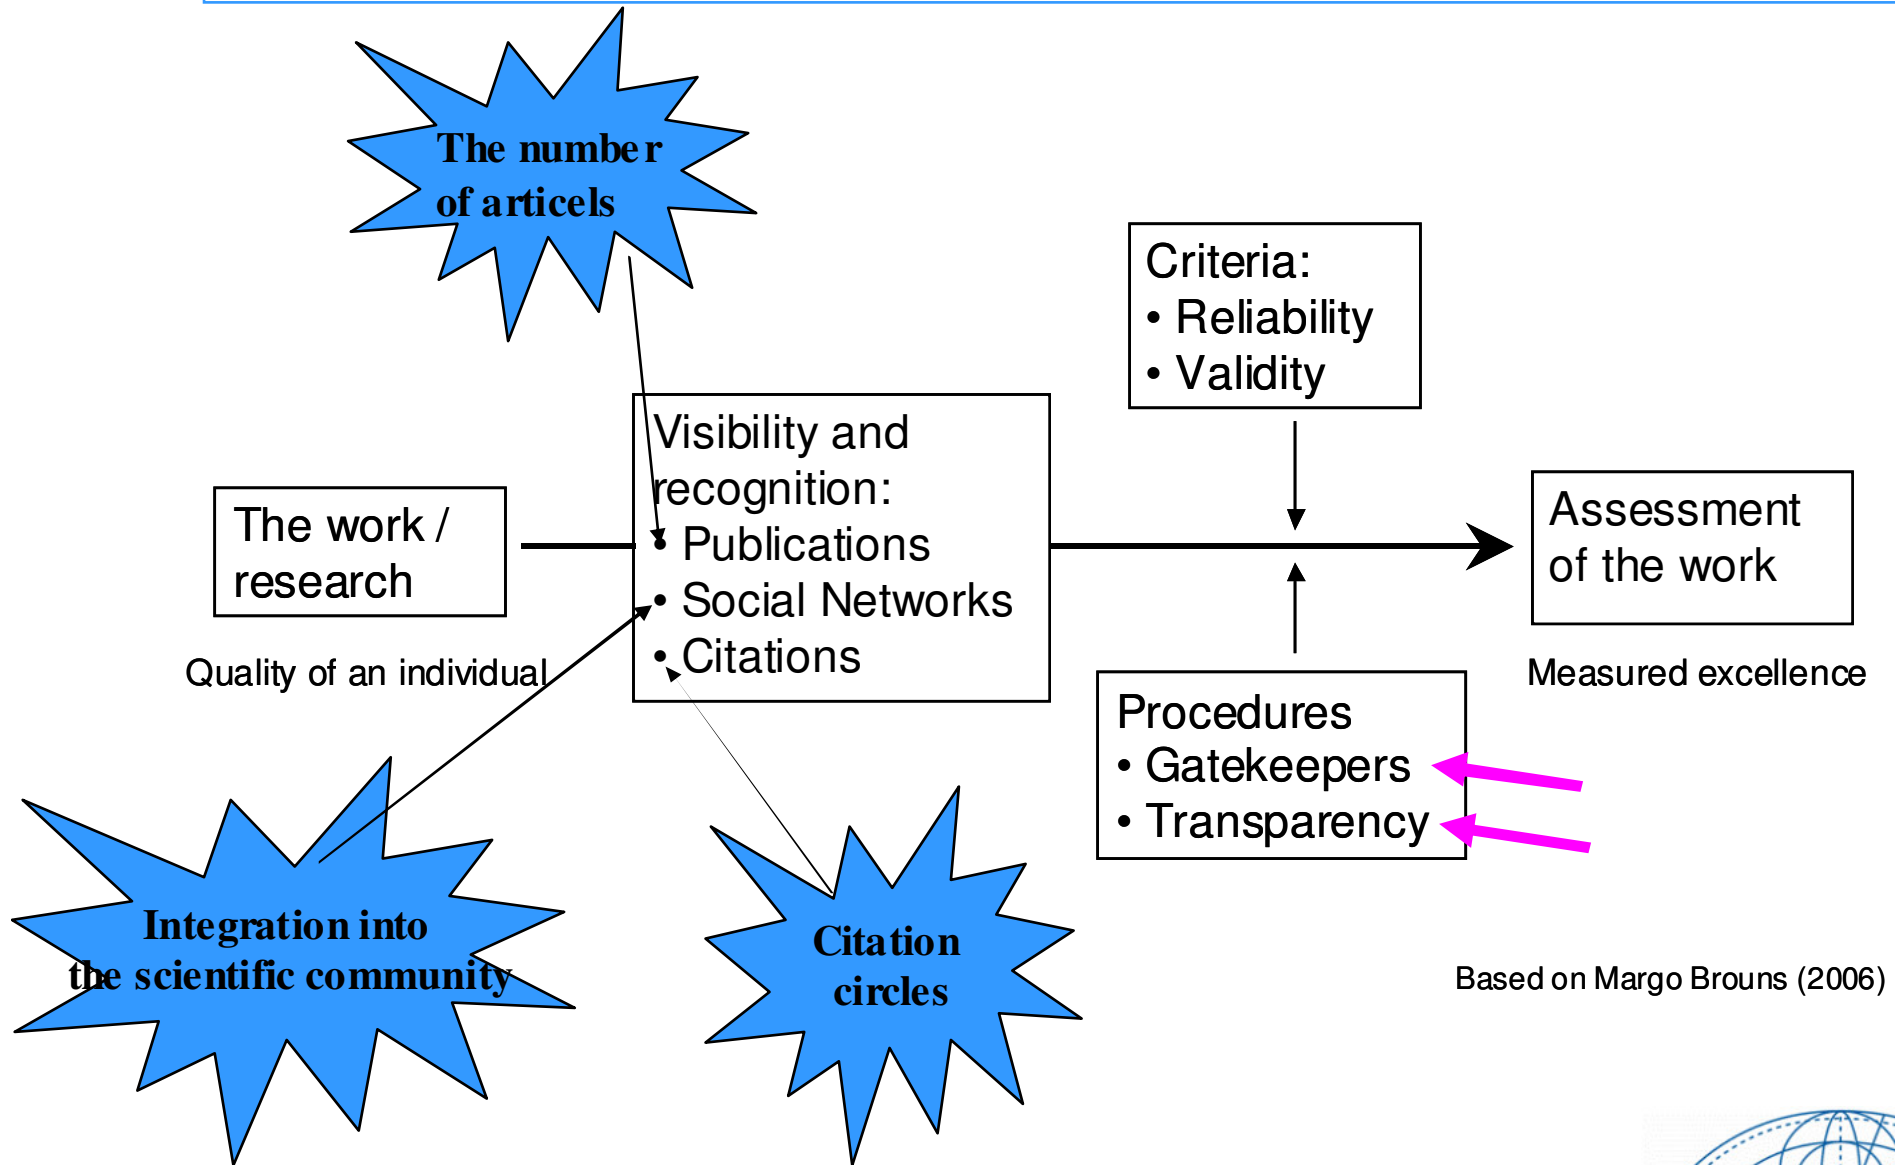 The number
of articels
Criteria:
• Reliability
• Validity
Visibility and
recognition:
• Publications
• Social Networks
• Citations
The work /
research
Assessment
of the work
Quality of an individual
Measured excellence
Procedures
• Gatekeepers
• Transparency
Integration into
the scientific community
Citation
circles
Based on Margo Brouns (2006)